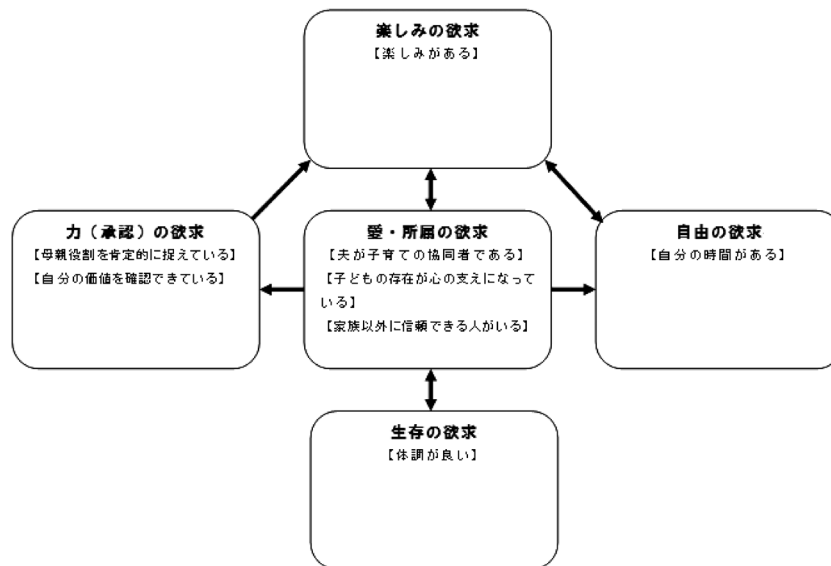 楽しみの欲求
【楽しみがある】
力（承認）の欲求
【母親役割を肯定的に捉えている】
【自分の価値を確認できている】
愛・所属の欲求
【夫が子育ての協同者である】
【子どもの存在が心の支えになって
いる】
【家族以外に信頼できる人がいる】
自由の欲求
【自分の時間がある】
生存の欲求
【体調が良い】